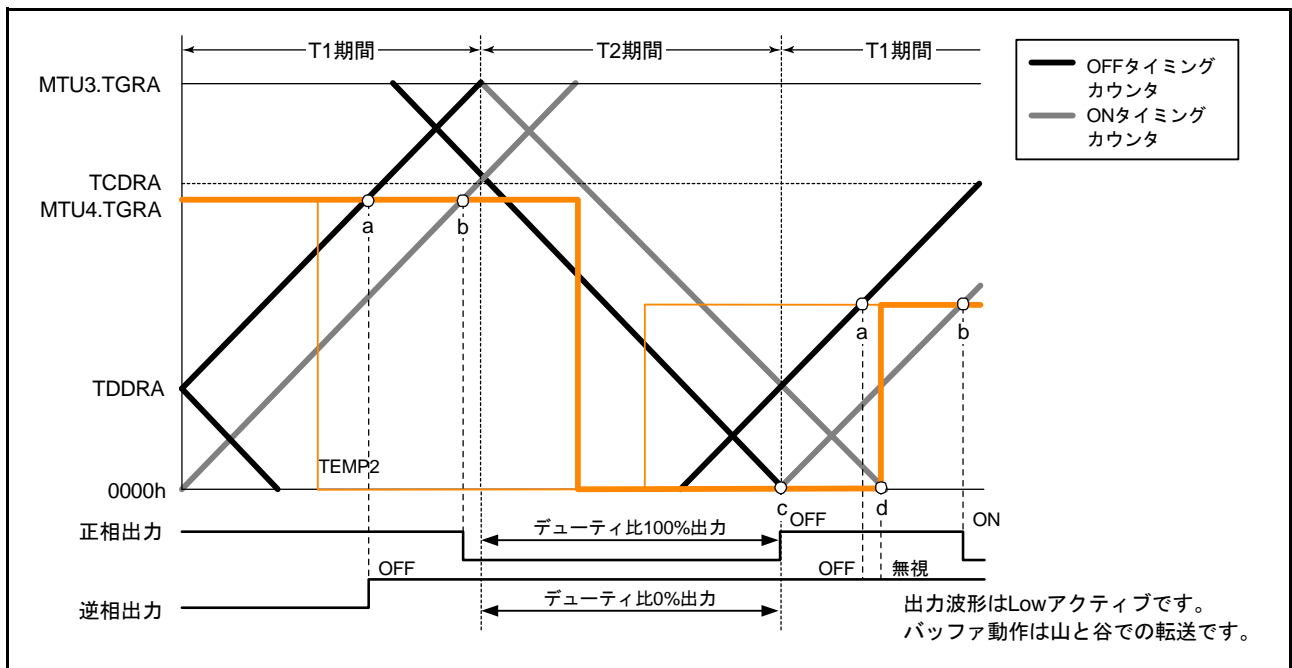 T1期間
T2期間
T1期間
OFFタイミング
カウンタ
ONタイミング
カウンタ
MTU3.TGRA
TCDRA
MTU4.TGRA
a
b
a
b
TDDRA
TEMP2
0000h
c
d
正相出力
デューティ比100%出力
OFF
ON
OFF
OFF
無視
逆相出力
デューティ比0%出力
出力波形はLowアクティブです。
バッファ動作は山と谷での転送です。